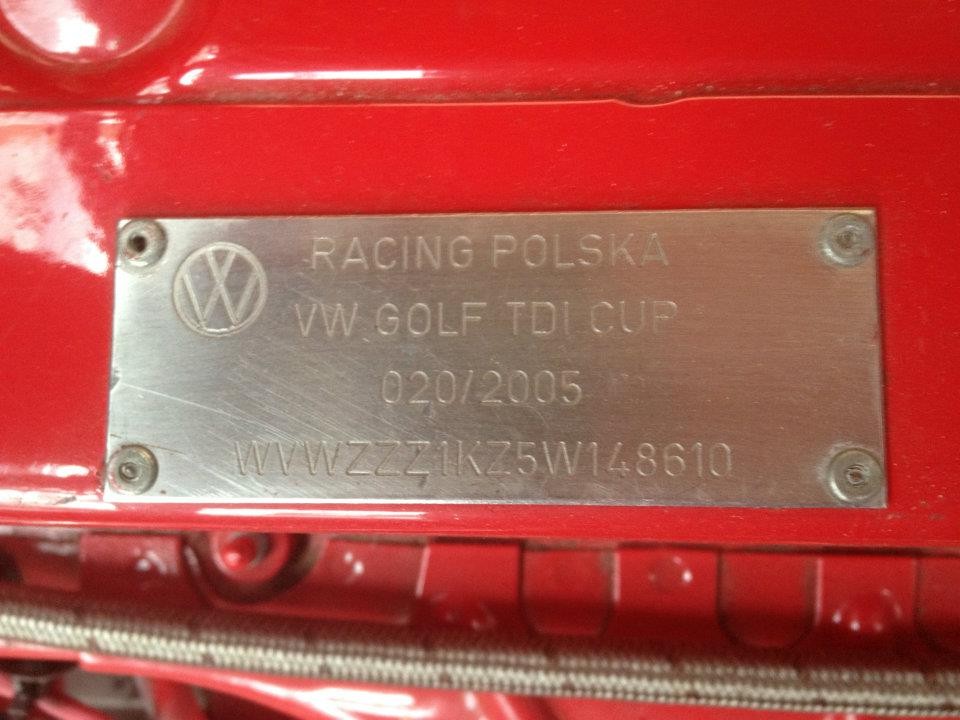 RACING POLSKA
VW GOLF TDI CUP
020/2005
WVWZZZ1KZ5W148610